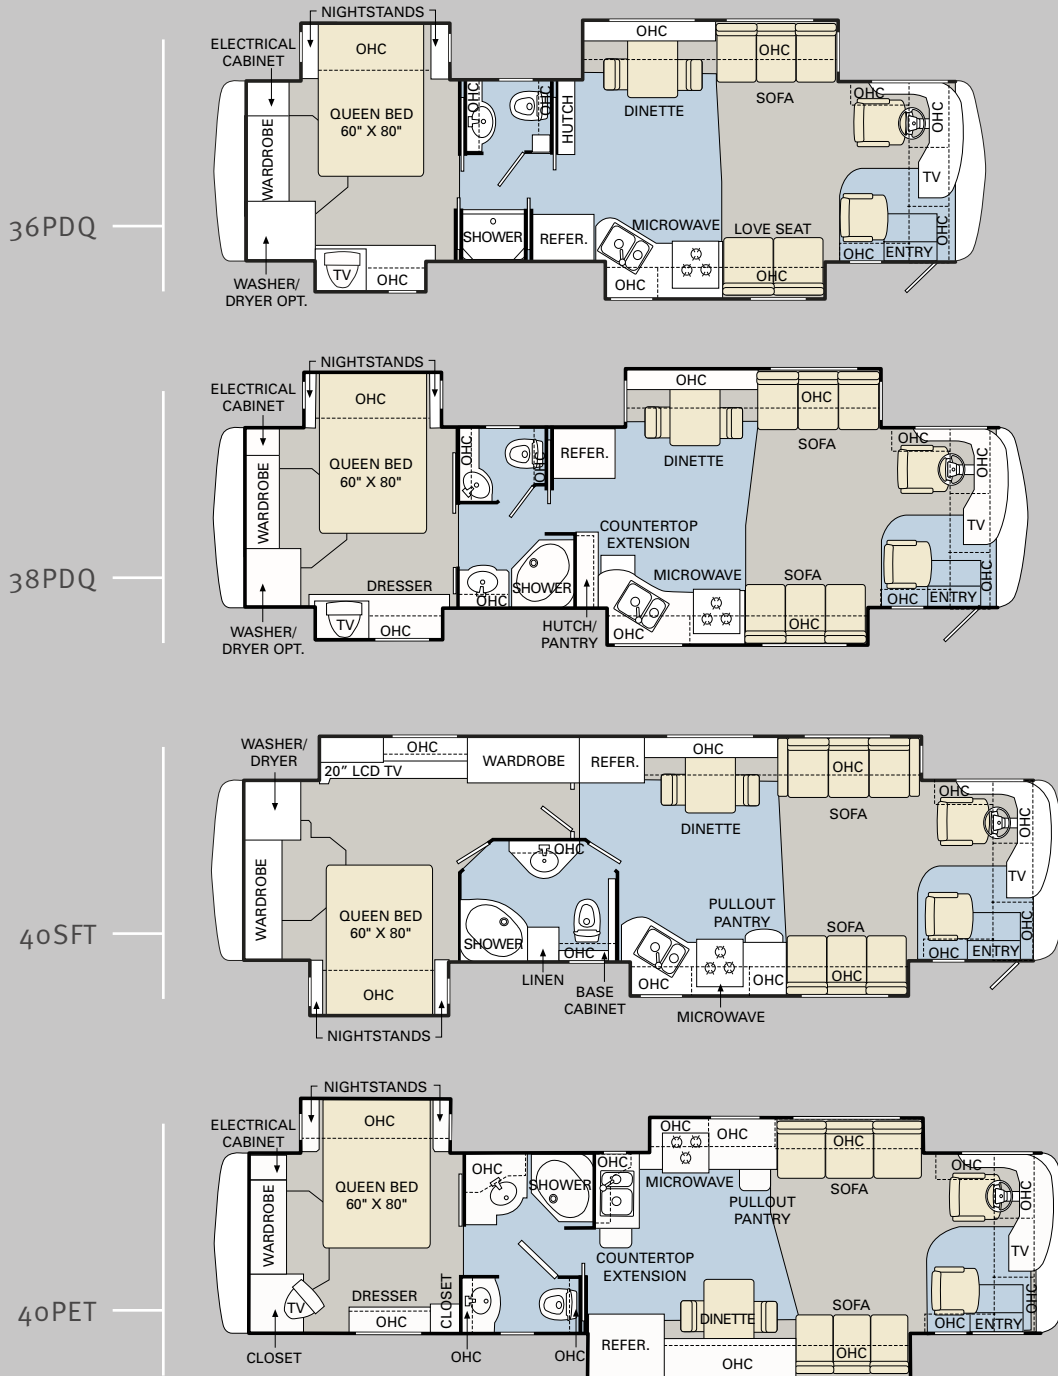 36PDQ
NIGHTSTANDS
ELECTRICAL
CABINET
OHC
QUEEN BED
60" X 80"
WARDROBE
WASHER/
DRYER OPT.
TV
OHC
OHC
OHC
HUTCH
SHOWER
REFER.
OHC
DINETTE
OHC
SOFA
MICROWAVE
OHC
LOVE SEAT
OHC
OHC
OHC
TV
OHC
OHC
ENTRY
38PDQ
NIGHTSTANDS
ELECTRICAL
CABINET
OHC
QUEEN BED
60" X 80"
WARDROBE
WASHER/
DRYER OPT.
DRESSER
TV
OHC
OHC
OHC
REFER.
OHC
SHOWER
HUTCH/
PANTRY
COUNTERTOP
EXTENSION
OHC
DINETTE
OHC
SOFA
MICROWAVE
OHC
SOFA
OHC
OHC
OHC
TV
OHC
OHC
ENTRY
40SFT
WASHER/
DRYER
20" LCD TV
OHC
WARDROBE
REFER.
OHC
DINETTE
OHC
SOFA
WARDROBE
QUEEN BED
60" X 80"
OHC
NIGHTSTANDS
OHC
SHOWER
LINEN
OHC
BASE
CABINET
PULLOUT
PANTRY
OHC
OHC
MICROWAVE
SOFA
OHC
OHC
OHC
TV
OHC
OHC
ENTRY
40PET
NIGHTSTANDS
ELECTRICAL
CABINET
OHC
QUEEN BED
60" X 80"
WARDROBE
TV
CLOSET
DRESSER
OHC
CLOSET
OHC
SHOWER
OHC
OHC
OHC
COUNTERTOP
EXTENSION
OHC
OHC
MICROWAVE
PULLOUT
PANTRY
OHC
SOFA
REFER.
DINETTE
OHC
SOFA
OHC
OHC
OHC
TV
OHC
OHC
ENTRY